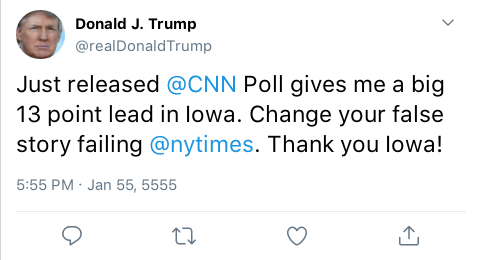 Donald J. Trump
@realDonaldTrump
Just released @CNN Poll gives me a big
13 point lead in Iowa. Change your false
story failing @nytimes. Thank you Iowa!
5:55 PM · Jan 55, 5555